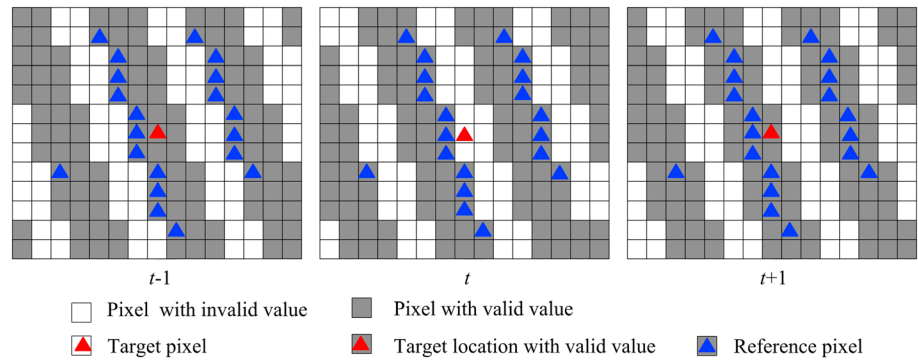 t-1
t
t+1
Pixel with invalid value
Pixel with valid value
Target pixel
Target location with valid value
Reference pixel